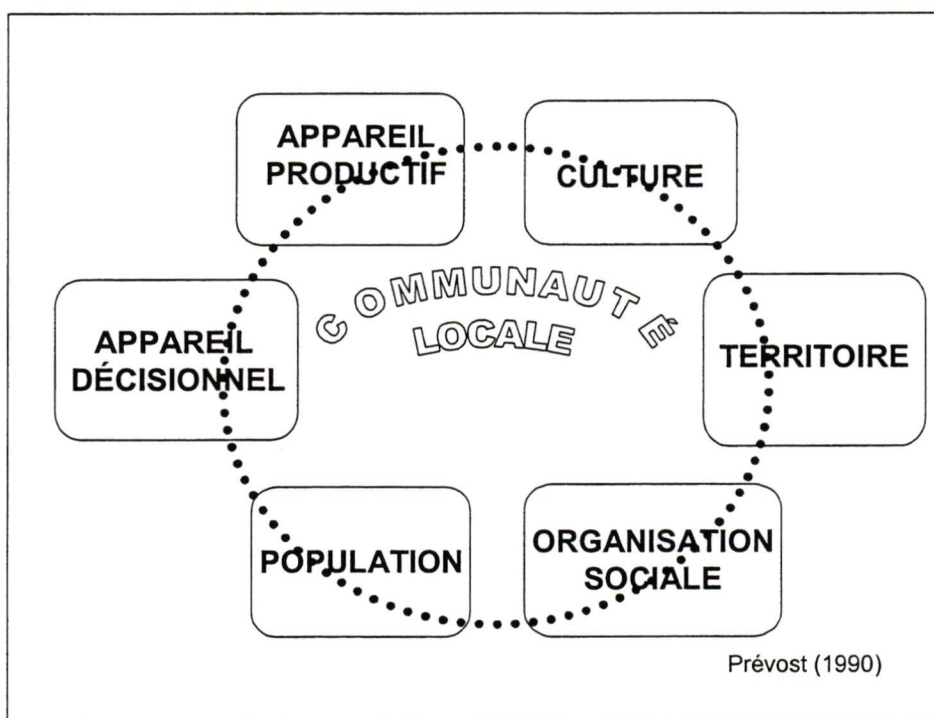 APPAREIL
PRODUCTIF
CULTURE
COMMUNAUTÉ
LOCALE
APPAREIL
DÉCISIONNEL
TERRITOIRE
POPULATION
ORGANISATION
SOCIALE
Prévost (1990)